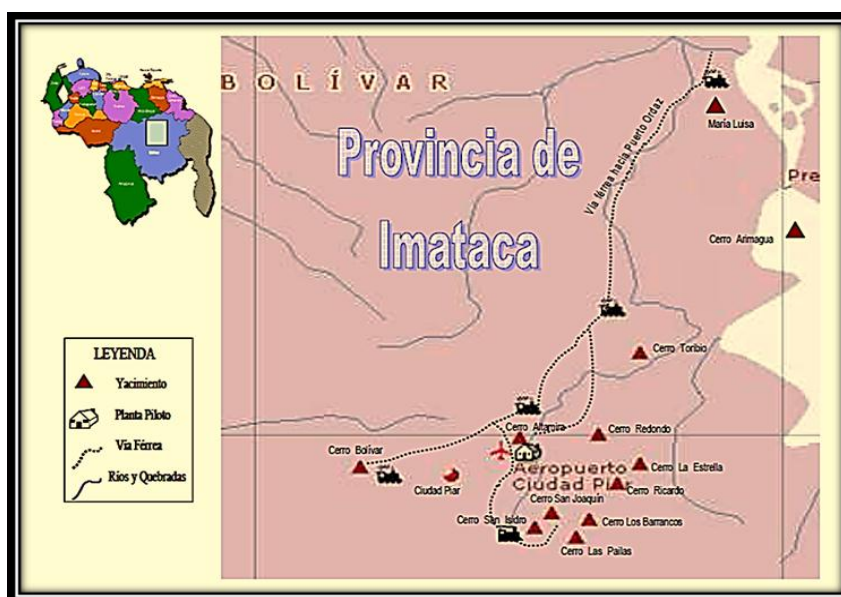 BOLÍVAR
Provincia de
Imataca
María Luisa
Vía férrea hacia Puerto Ordaz
Pre
Cerro Arimagua
Cerro Toribio
LEYENDA
Yacimiento
Planta Piloto
Vía Férrea
Ríos y Quebradas
Cerro Altamira
Cerro Redondo
Cerro Bolívar
Aeropuerto
Ciudad Piar
Cerro La Estrella
Ciudad Piar
Cerro Ricardo
Cerro San Joaquín
Cerro San Isidro
Cerro Los Barrancos
Cerro Las Pailas